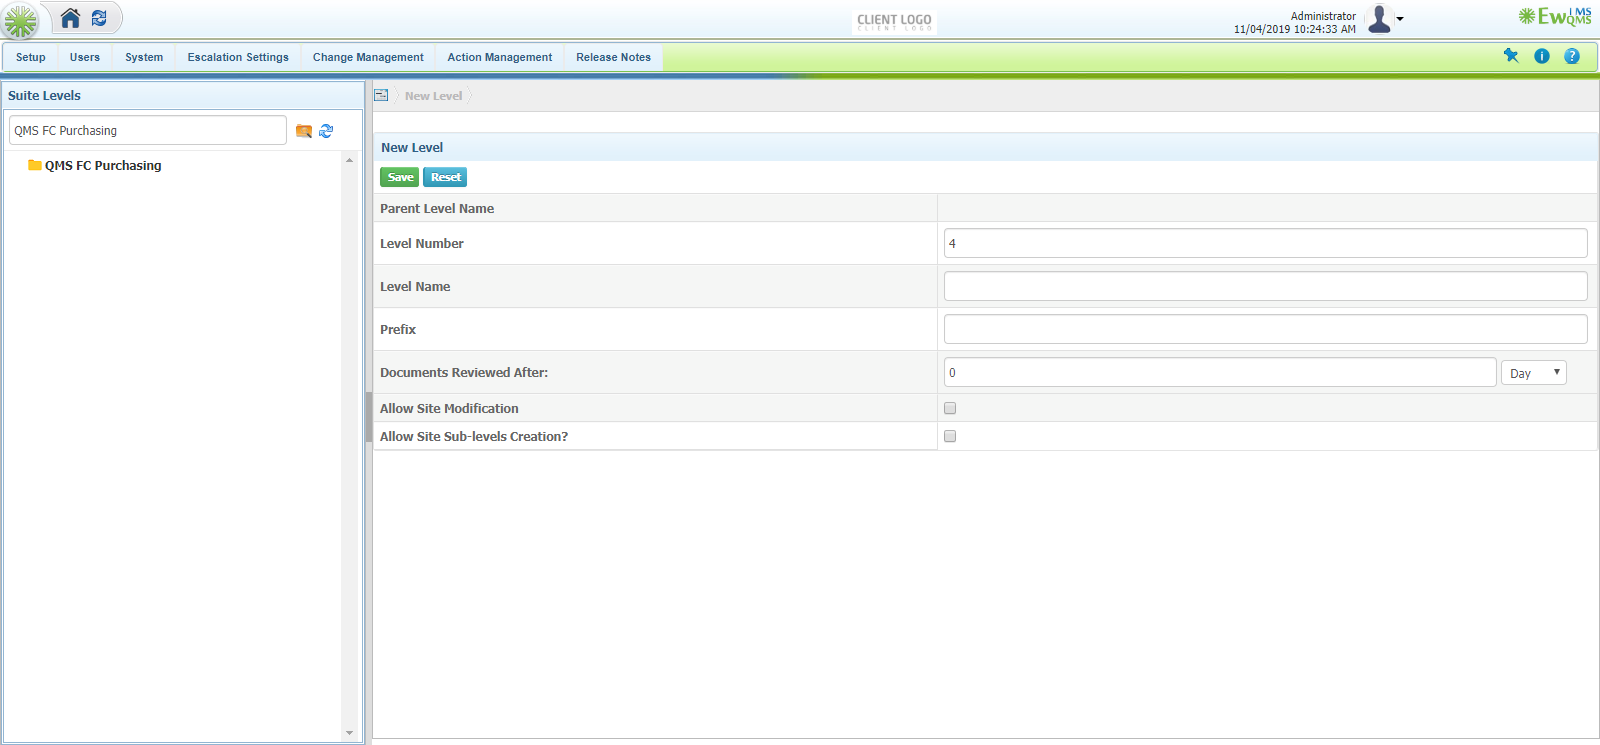 CLIENT LOGO
CLIENT LOGO
Administrator
11/04/2019 10:24:33 AM
EwQMS
IMS
Setup
Users
System
Escalation Settings
Change Management
Action Management
Release Notes
Suite Levels
QMS FC Purchasing
QMS FC Purchasing
New Level
New Level
Save
Reset
Parent Level Name
Level Number
4
Level Name
Prefix
Documents Reviewed After:
0
Day
Allow Site Modification
Allow Site Sub-levels Creation?